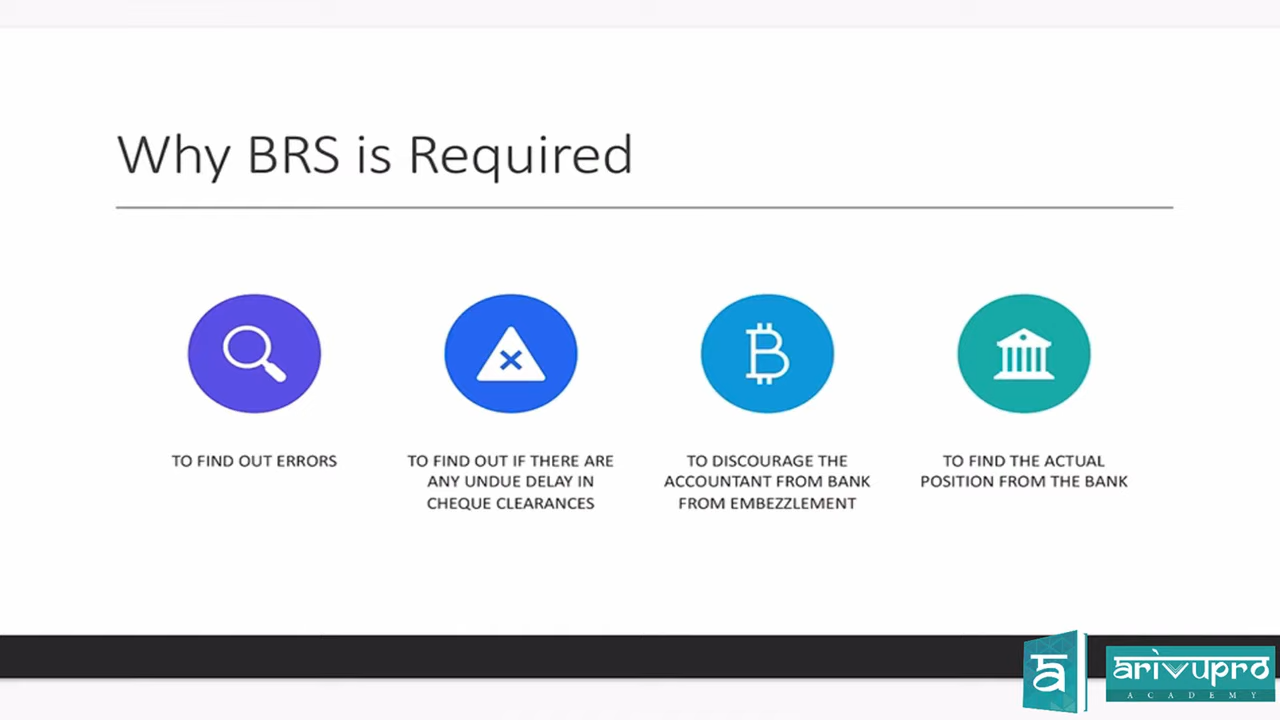 Why BRS is Required
TO FIND OUT ERRORS
TO FIND OUT IF THERE ARE
ANY UNDUE DELAY IN
CHEQUE CLEARANCES
TO DISCOURAGE THE
ACCOUNTANT FROM BANK
FROM EMBEZZLEMENT
TO FIND THE ACTUAL
POSITION FROM THE BANK
arivupro
ACADEMY